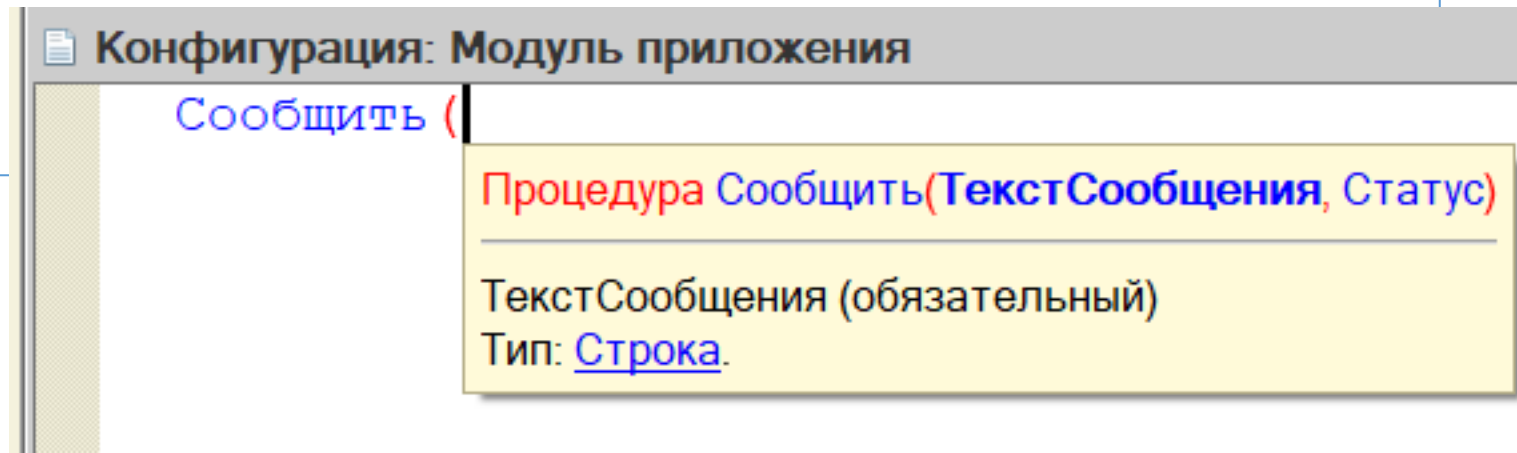 Конфигурация: Модуль приложения
Сообщить (
Процедура Сообщить(ТекстСообщения, Статус)
ТекстСообщения (обязательный)
Тип: Строка.